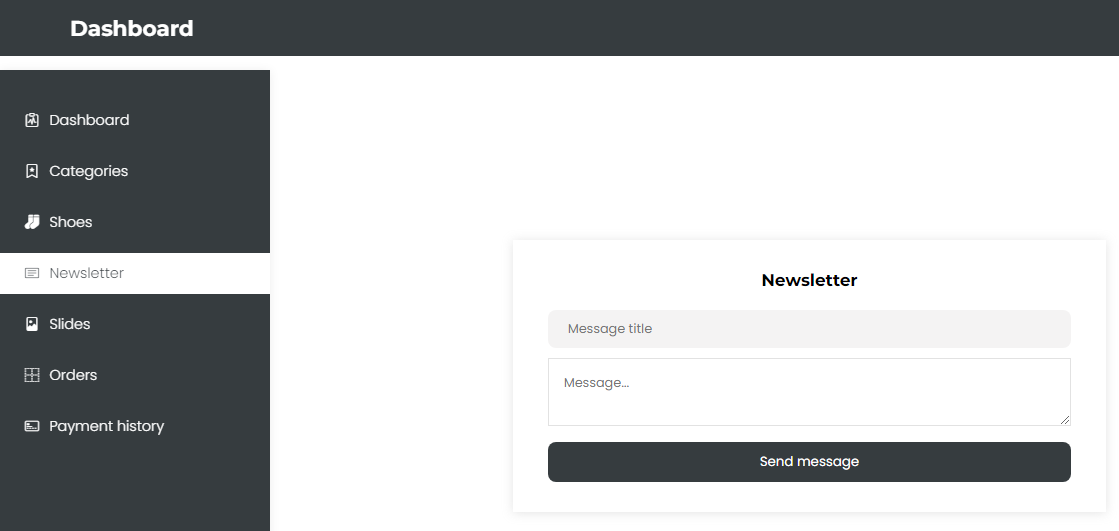 Dashboard
Dashboard
Categories
Shoes
Newsletter
Slides
Orders
Payment history
Newsletter
Message title
Message...
Send message